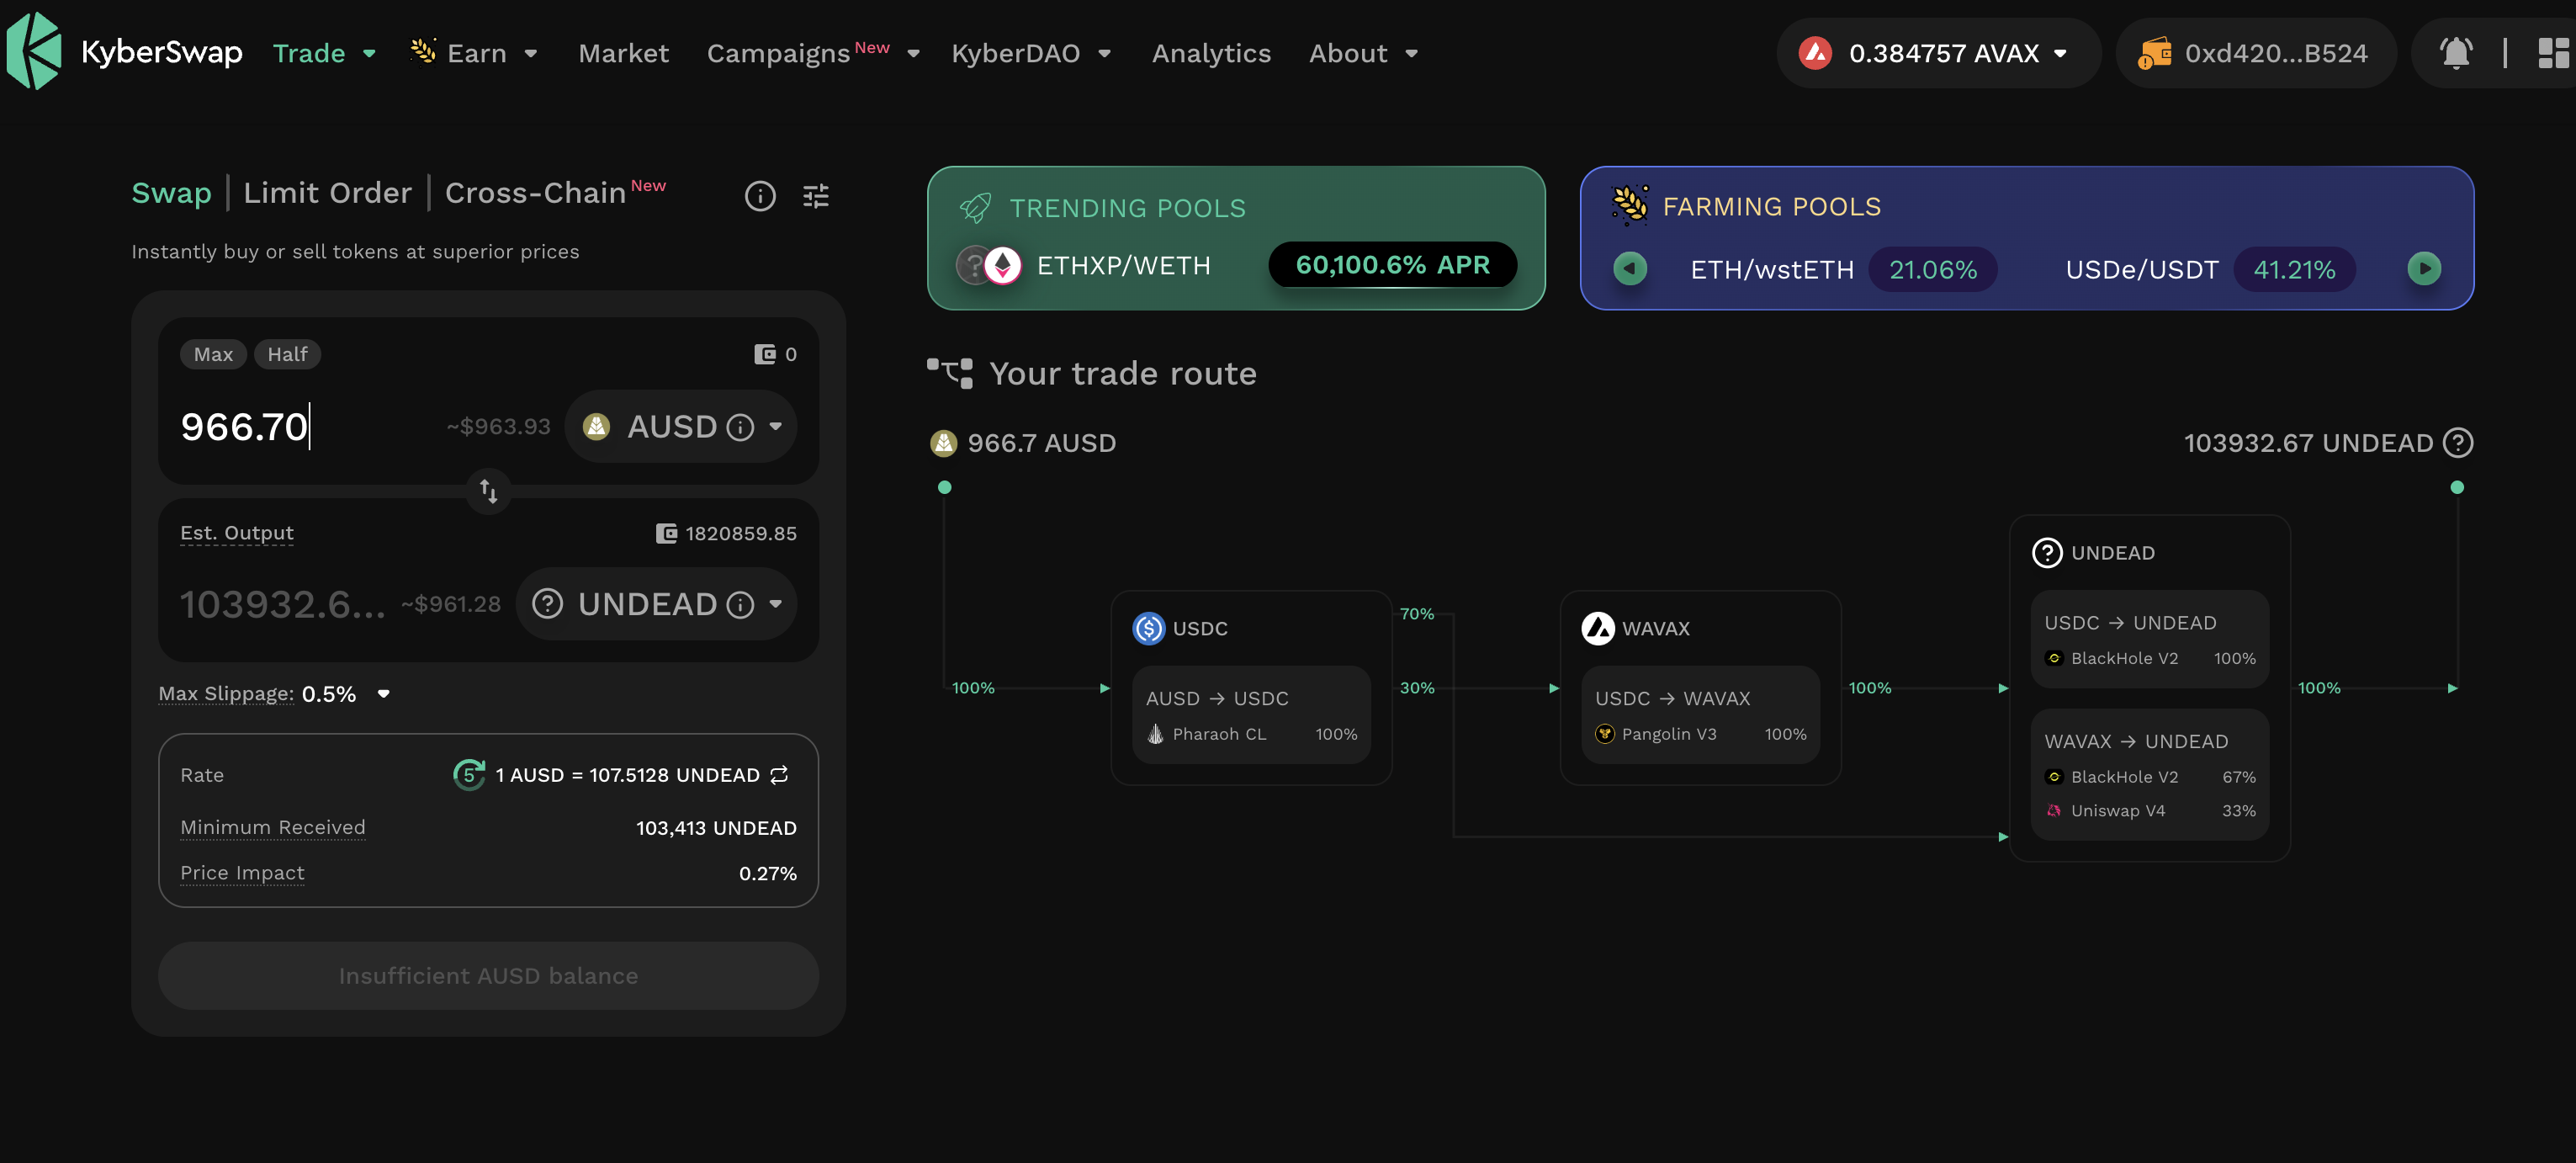 KyberSwap Trade Earn Market Campaigns New KyberDAO Analytics About 0.384757 AVAX 0xd420...B524
Swap | Limit Order | Cross-Chain New
Instantly buy or sell tokens at superior prices
Max Half 0
966.70 ~$963.93 AUSD
Est. Output 1820859.85
103932.6... ~$961.28 UNDEAD
Max Slippage: 0.5%
Rate 5 1 AUSD = 107.5128 UNDEAD
Minimum Received 103,413 UNDEAD
Price Impact 0.27%
Insufficient AUSD balance
TRENDING POOLS
ETHXP/WETH 60,100.6% APR
FARMING POOLS
ETH/wstETH 21.06% USDe/USDT 41.21%
Your trade route
966.7 AUSD 103932.67 UNDEAD
100%
USDC
AUSD → USDC
Pharaoh CL 100%
70%
30%
WAVAX
USDC → WAVAX
Pangolin V3 100%
100%
UNDEAD
USDC → UNDEAD
BlackHole V2 100%
WAVAX → UNDEAD
BlackHole V2 67%
Uniswap V4 33%
100%